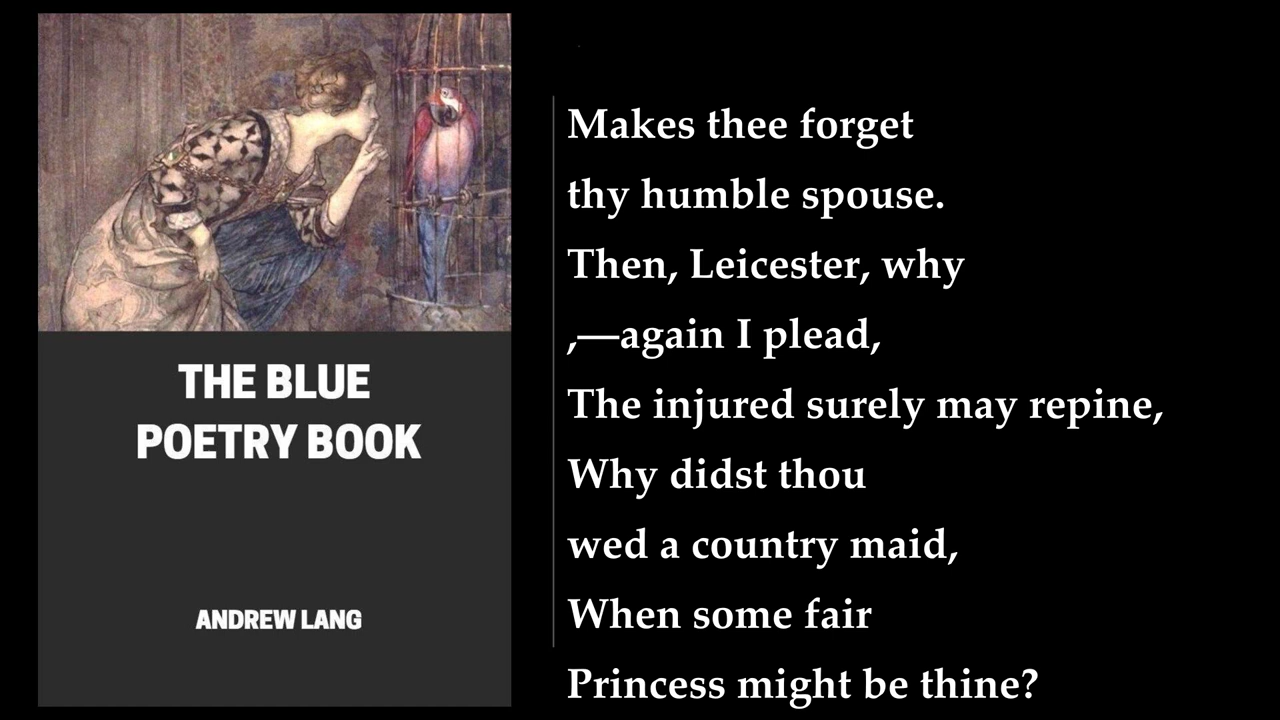 THE BLUE
POETRY BOOK
ANDREW LANG
Makes thee forget
thy humble spouse.
Then, Leicester, why
,—again I plead,
The injured surely may repine,
Why didst thou
wed a country maid,
When some fair
Princess might be thine?